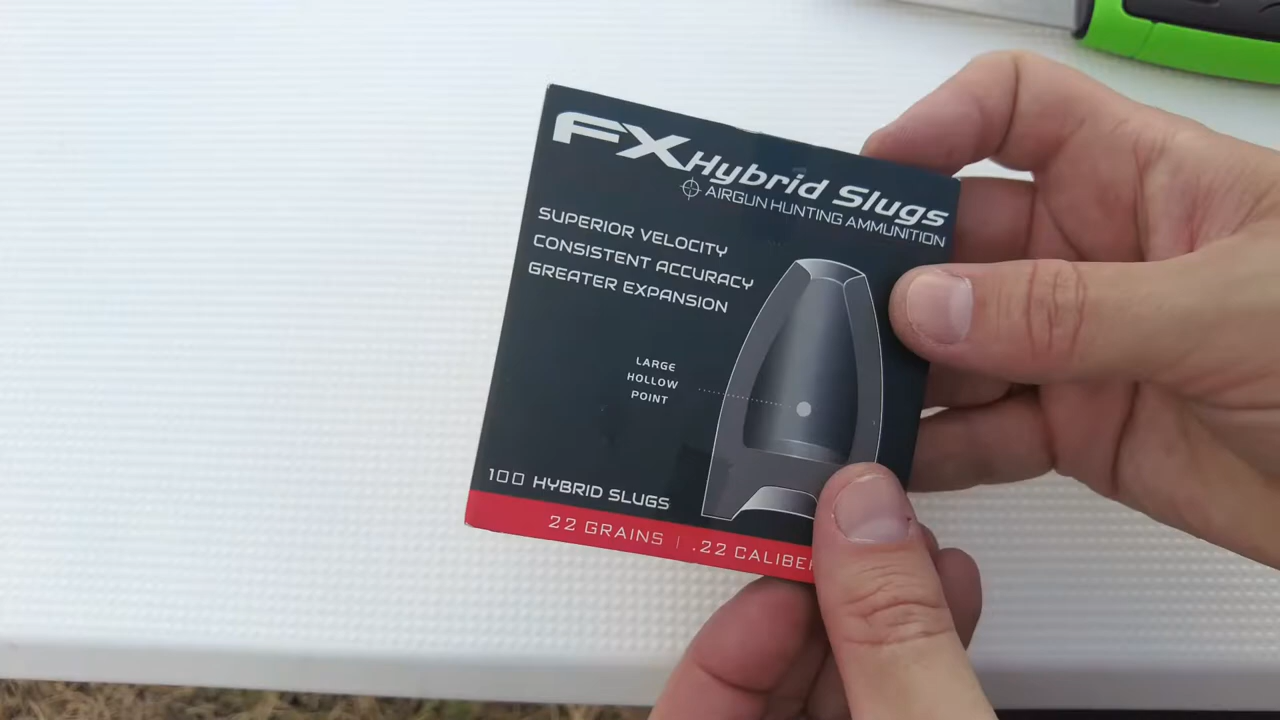 FX Hybrid Slugs
AIRGUN HUNTING AMMUNITION
SUPERIOR VELOCITY
CONSISTENT ACCURACY
GREATER EXPANSION
LARGE
HOLLOW
POINT
100 HYBRID SLUGS
22 GRAINS | .22 CALIBER